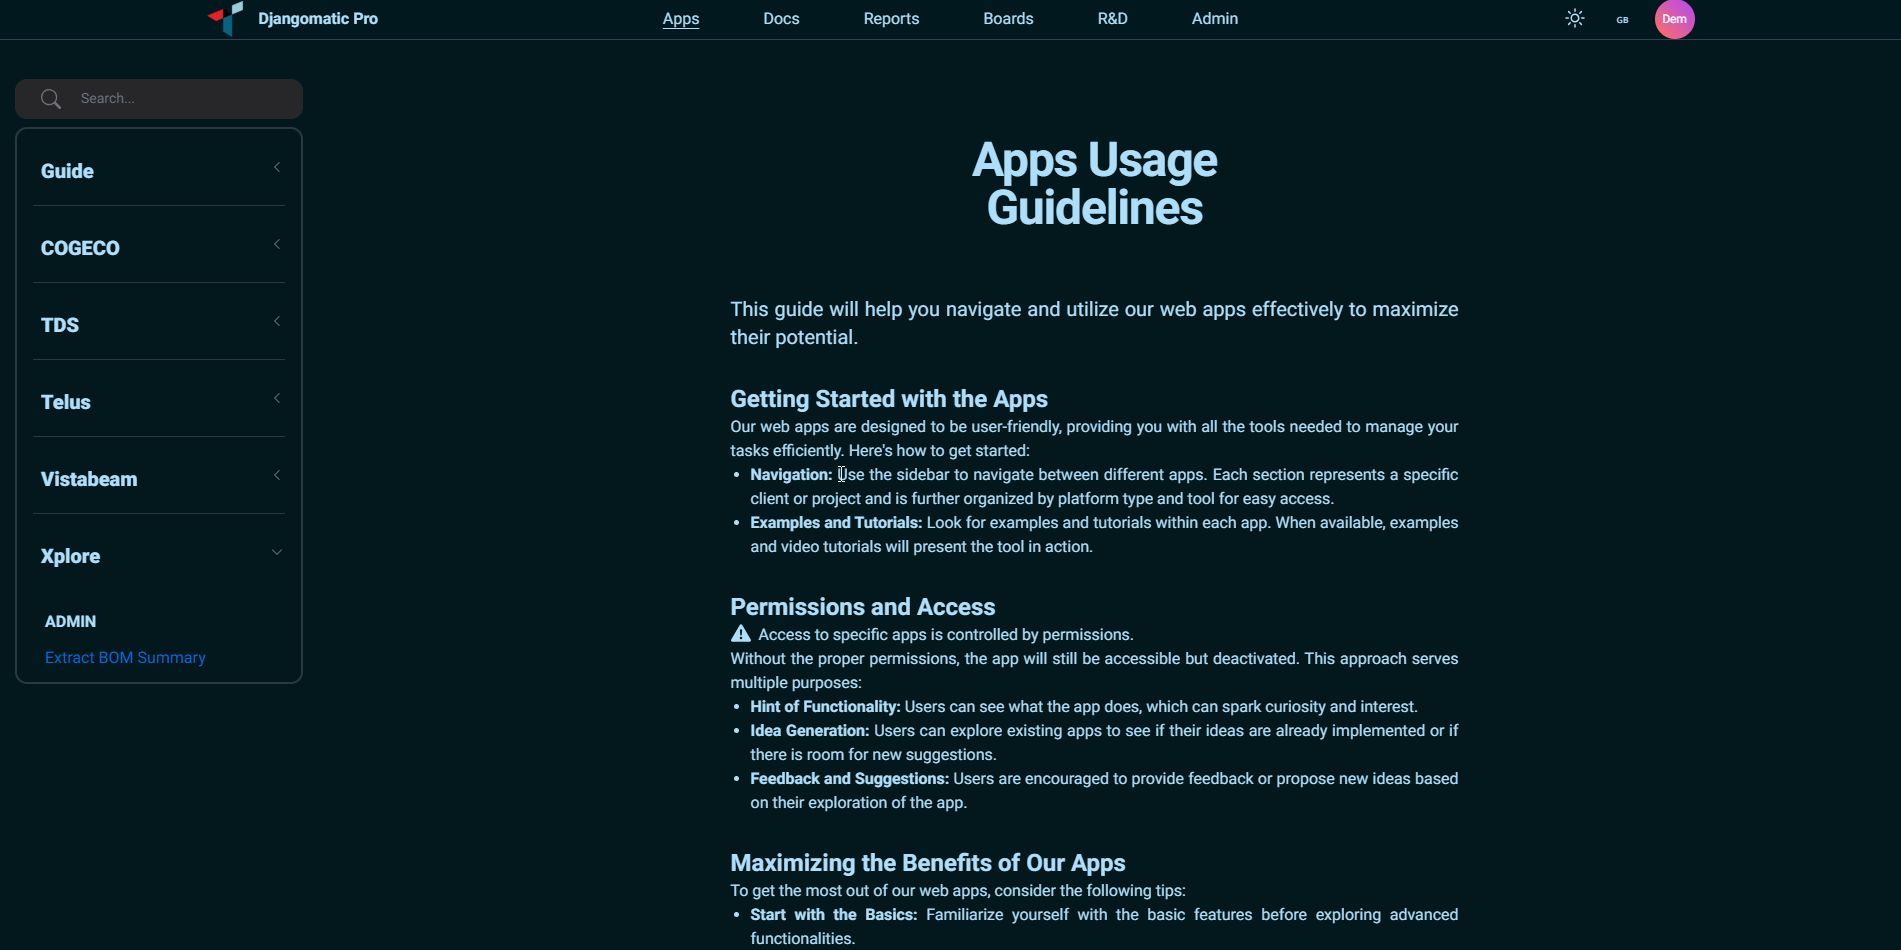 Djangomatic Pro
Apps
Docs
Reports
Boards
R&D
Admin
GB
Dem
Search...
Guide
COGECO
TDS
Telus
Vistabeam
Xplore
ADMIN
Extract BOM Summary
Apps Usage
Guidelines
This guide will help you navigate and utilize our web apps effectively to maximize
their potential.
Getting Started with the Apps
Our web apps are designed to be user-friendly, providing you with all the tools needed to manage your
tasks efficiently. Here's how to get started:
• Navigation: Use the sidebar to navigate between different apps. Each section represents a specific
client or project and is further organized by platform type and tool for easy access.
• Examples and Tutorials: Look for examples and tutorials within each app. When available, examples
and video tutorials will present the tool in action.
Permissions and Access
Access to specific apps is controlled by permissions.
Without the proper permissions, the app will still be accessible but deactivated. This approach serves
multiple purposes:
• Hint of Functionality: Users can see what the app does, which can spark curiosity and interest.
• Idea Generation: Users can explore existing apps to see if their ideas are already implemented or if
there is room for new suggestions.
• Feedback and Suggestions: Users are encouraged to provide feedback or propose new ideas based
on their exploration of the app.
Maximizing the Benefits of Our Apps
To get the most out of our web apps, consider the following tips:
• Start with the Basics: Familiarize yourself with the basic features before exploring advanced
functionalities.